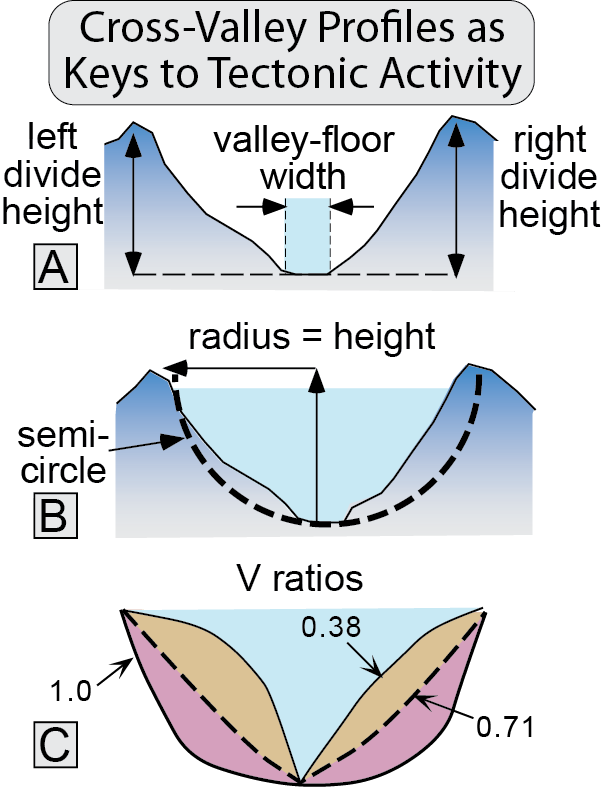 Cross-Valley Profiles as
Keys to Tectonic Activity
left
divide
height
valley-floor
width
right
divide
height
A
radius = height
semi-
circle
B
V ratios
0.38
1.0
0.71
C